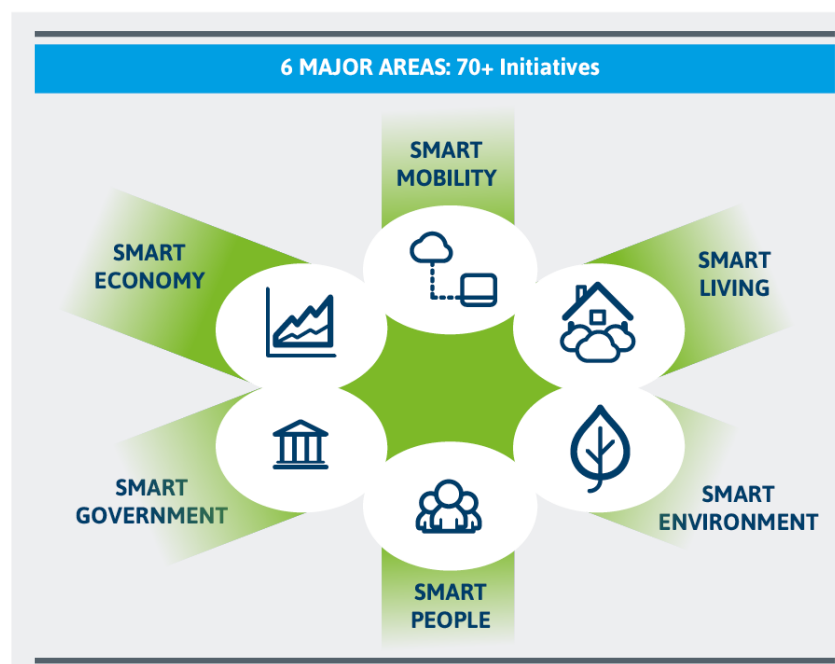 6 MAJOR AREAS: 70+ Initiatives
SMART
MOBILITY
SMART
ECONOMY
SMART
LIVING
SMART
GOVERNMENT
SMART
ENVIRONMENT
SMART
PEOPLE